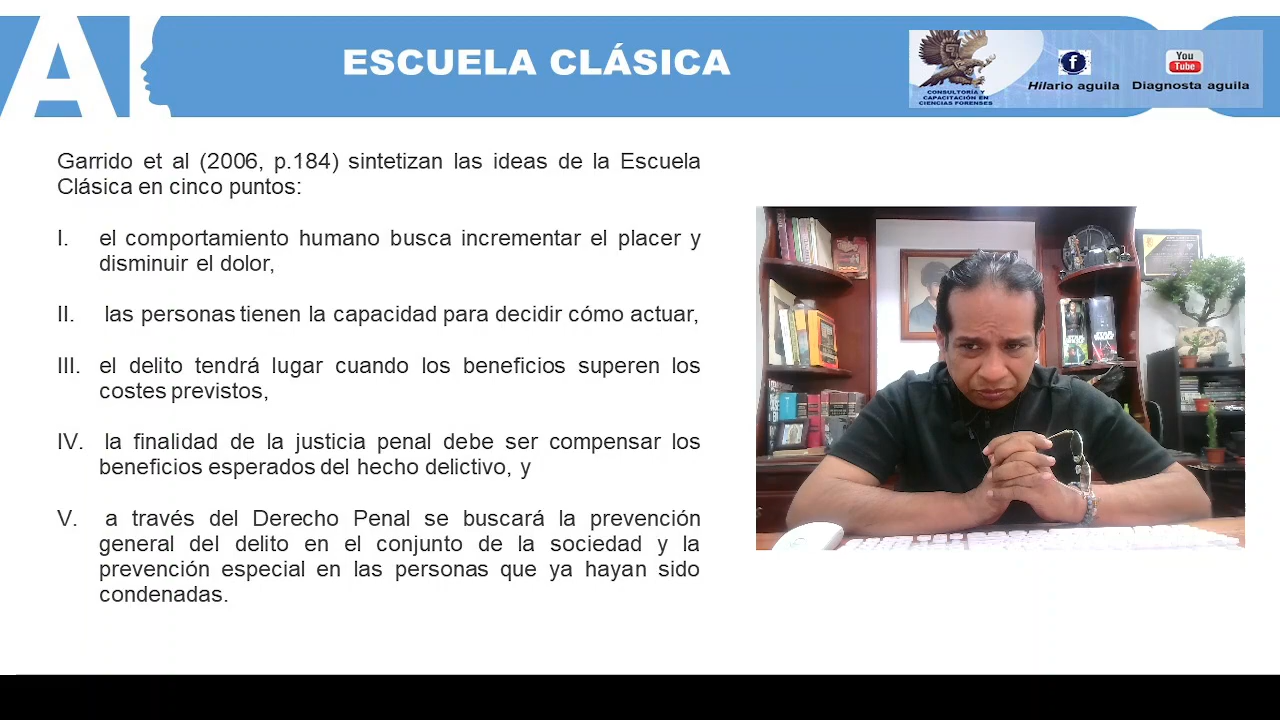 AI
ESCUELA CLÁSICA
CONSULTORÍA Y
CAPACITACIÓN EN
CIENCIAS FORENSES
f
Hilario aguila
You
Tube
Diagnosta aguila
Garrido et al (2006, p.184) sintetizan las ideas de la Escuela
Clásica en cinco puntos:
I. el comportamiento humano busca incrementar el placer y
disminuir el dolor,
II. las personas tienen la capacidad para decidir cómo actuar,
III. el delito tendrá lugar cuando los beneficios superen los
costes previstos,
IV. la finalidad de la justicia penal debe ser compensar los
beneficios esperados del hecho delictivo, y
V. a través del Derecho Penal se buscará la prevención
general del delito en el conjunto de la sociedad y la
prevención especial en las personas que ya hayan sido
condenadas.
STAR
WARS
STAR
WARS